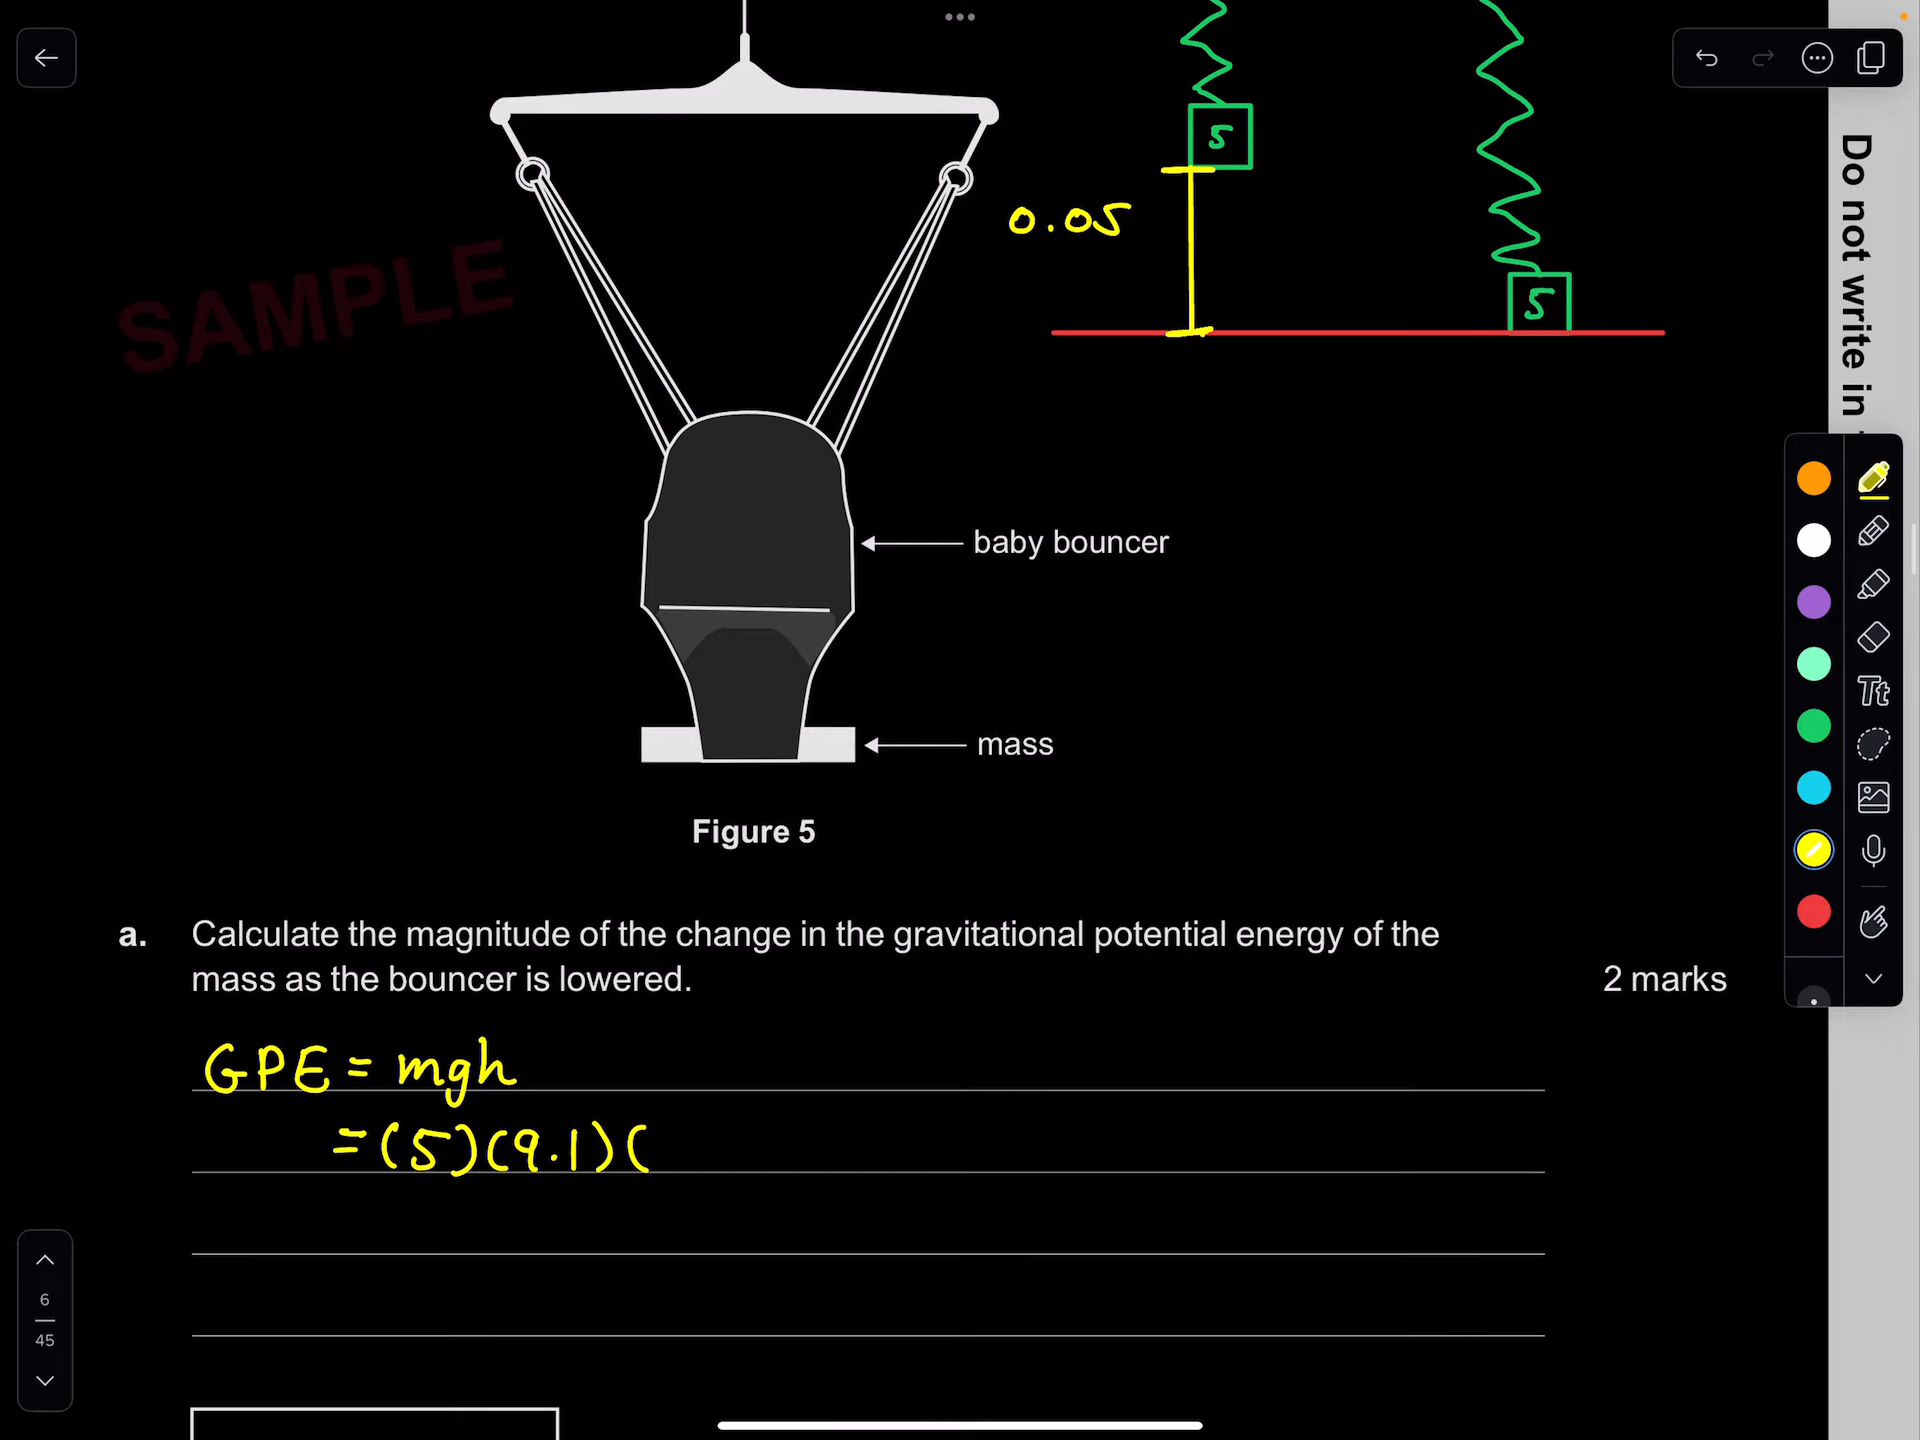 5
0.05
5
SAMPLE
Do not write in
baby bouncer
mass
Figure 5
a. Calculate the magnitude of the change in the gravitational potential energy of the
mass as the bouncer is lowered.
2 marks
GPE = mgh
= (5)(9.1)(
Tt
6
45